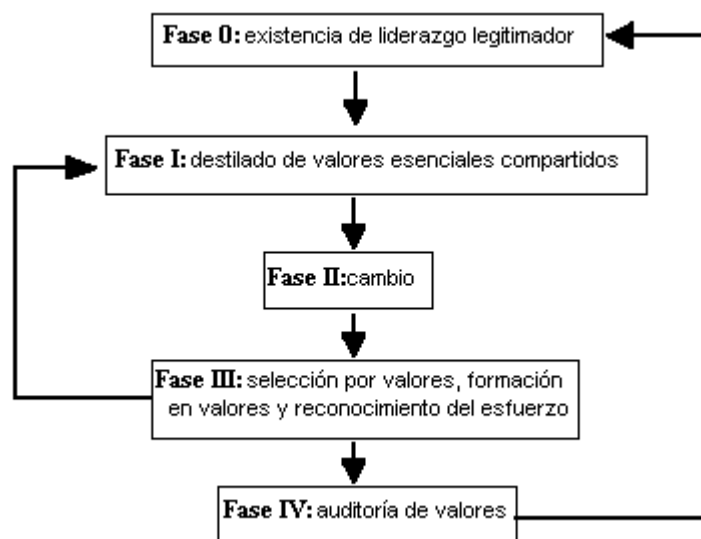 Fase 0: existencia de liderazgo legitimador
Fase I: destilado de valores esenciales compartidos
Fase II:cambio
Fase III: selección por valores, formación
en valores y reconocimiento del esfuerzo
Fase IV: auditoría de valores